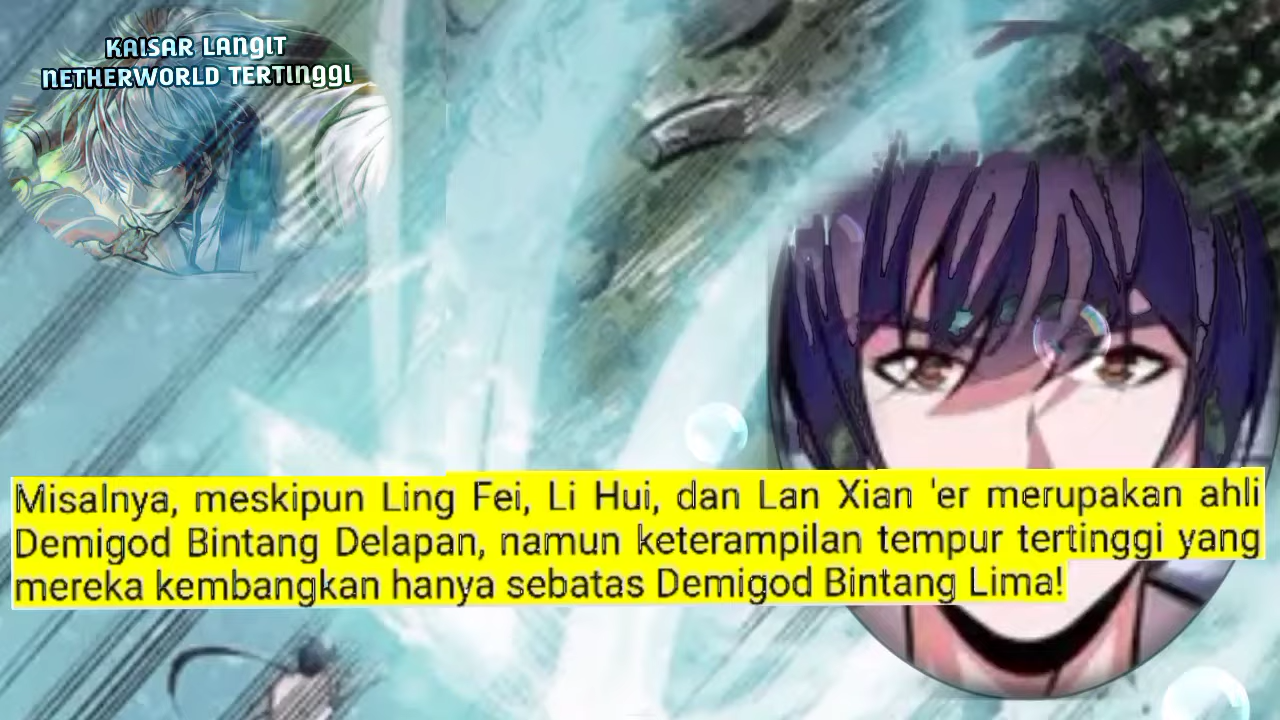 KAISAR LANGIT
NETHERWORLD TERTINGGI
Misalnya, meskipun Ling Fei, Li Hui, dan Lan Xian 'er merupakan ahli
Demigod Bintang Delapan, namun keterampilan tempur tertinggi yang
mereka kembangkan hanya sebatas Demigod Bintang Lima!